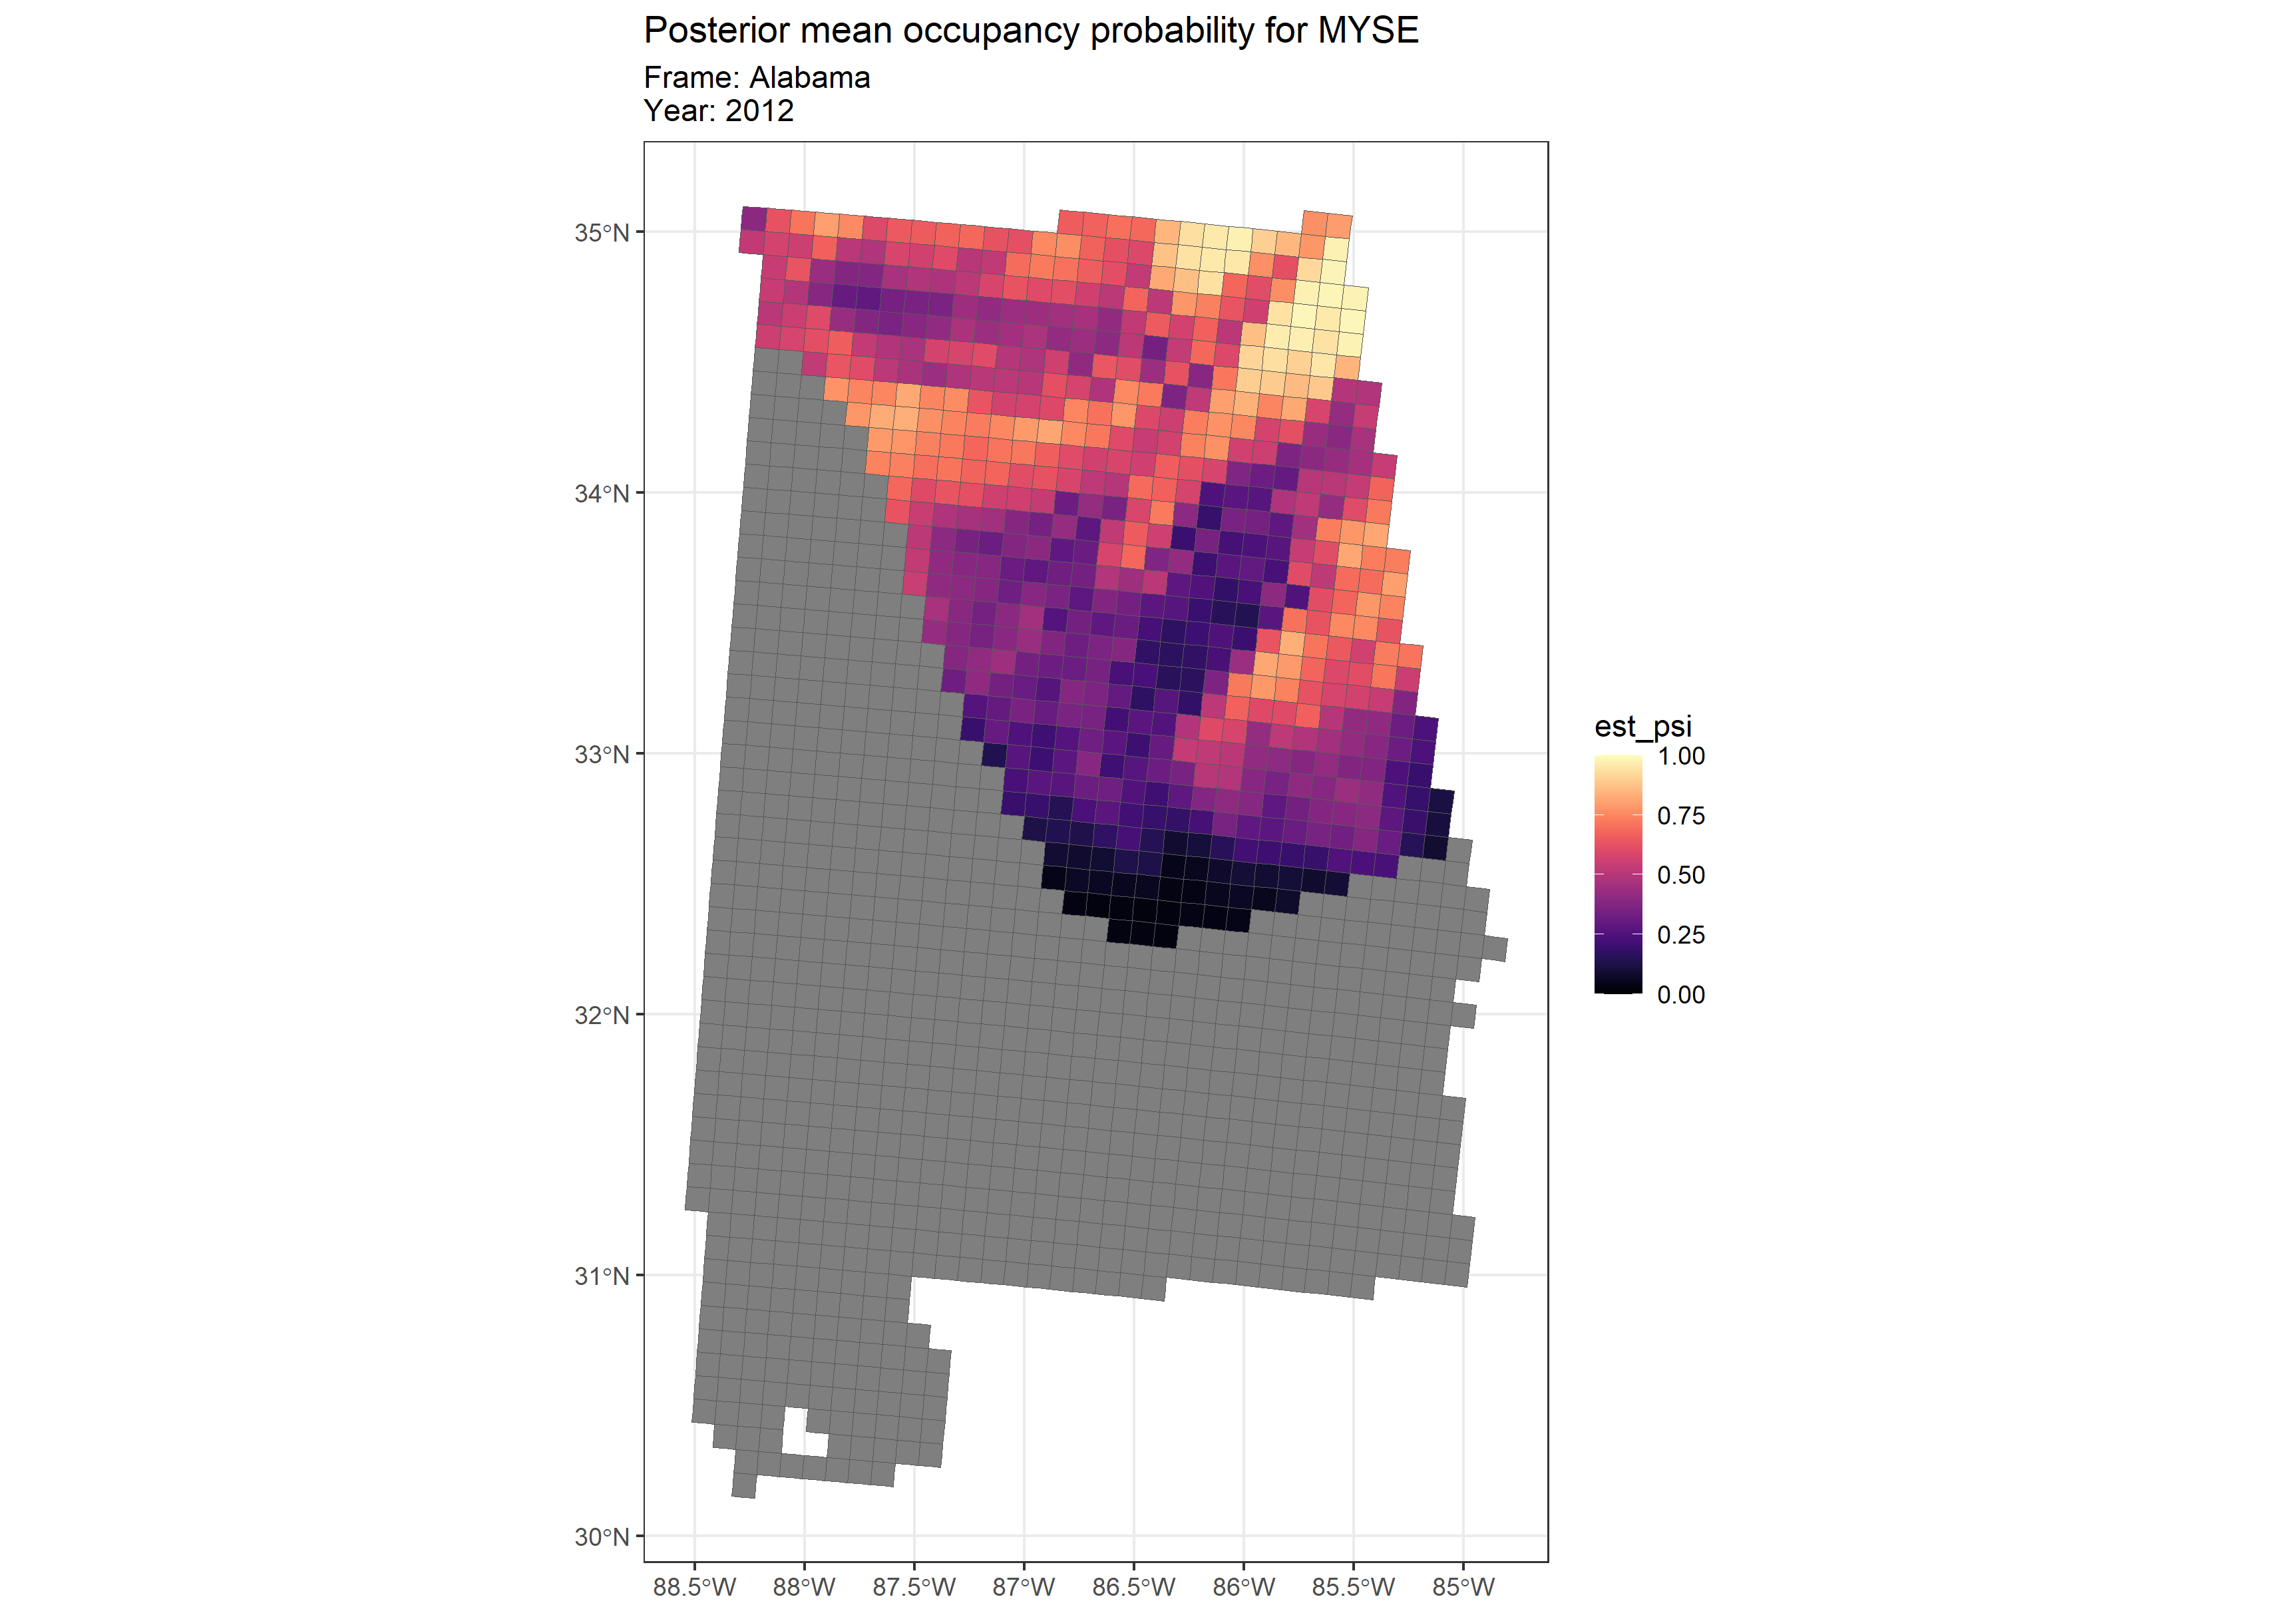 Posterior mean occupancy probability for MYSE
Frame: Alabama
Year: 2012
35°N
34°N
33°N
32°N
31°N
30°N
88.5°W 88°W 87.5°W 87°W 86.5°W 86°W 85.5°W 85°W
est_psi
1.00
0.75
0.50
0.25
0.00